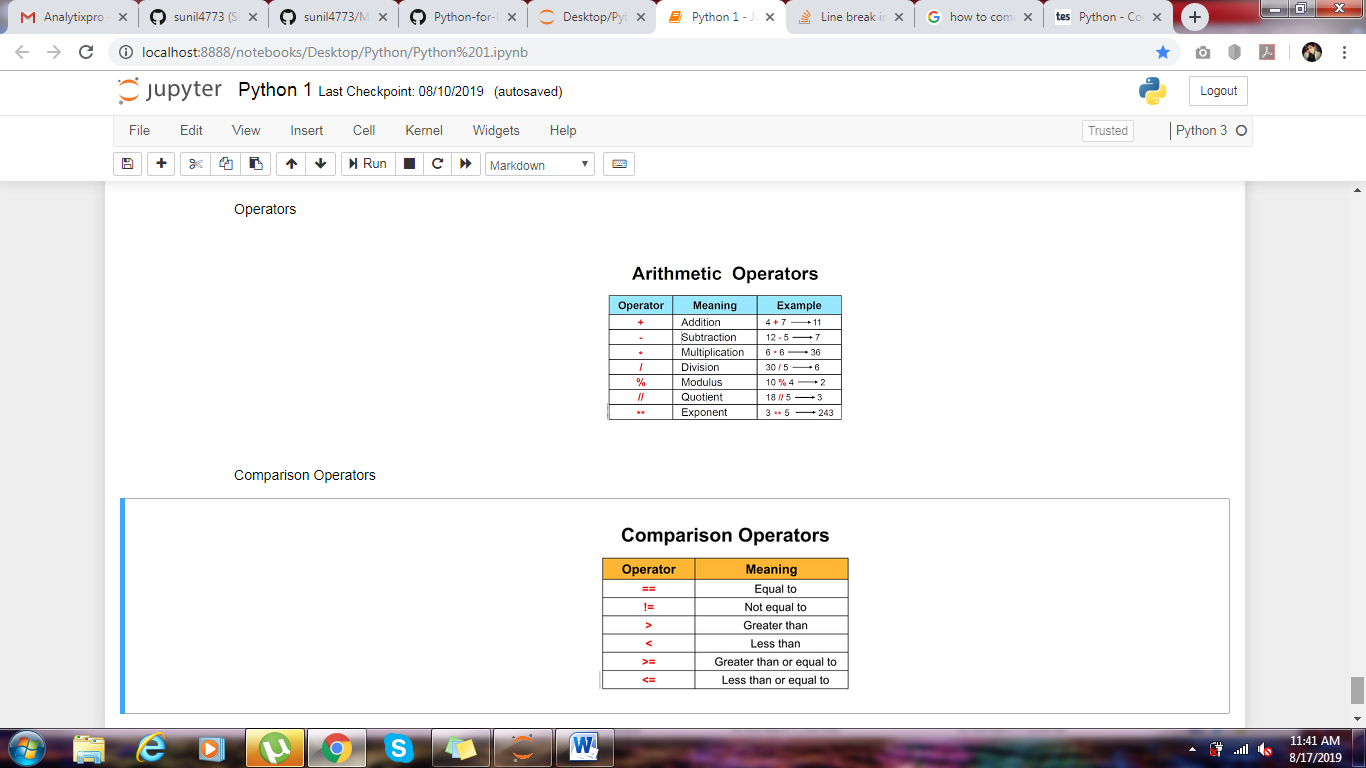 Analytixpro
sunil4773 (S
sunil4773/M
Python-for-
Desktop/Pyt
Python 1 - J
Line break i
how to com
tes Python - Co
localhost:8888/notebooks/Desktop/Python/Python%201.ipynb
jupyter Python 1 Last Checkpoint: 08/10/2019 (autosaved)
Logout
File Edit View Insert Cell Kernel Widgets Help
Trusted Python 3
Run Markdown
Operators
Arithmetic Operators
Operator Meaning Example
+ Addition 4 + 7 ⟶ 11
- Subtraction 12 - 5 ⟶ 7
* Multiplication 6 * 6 ⟶ 36
/ Division 30 / 5 ⟶ 6
% Modulus 10 % 4 ⟶ 2
// Quotient 18 // 5 ⟶ 3
** Exponent 3 ** 5 ⟶ 243
Comparison Operators
Comparison Operators
Operator Meaning
== Equal to
!= Not equal to
> Greater than
< Less than
>= Greater than or equal to
<= Less than or equal to
11:41 AM
8/17/2019